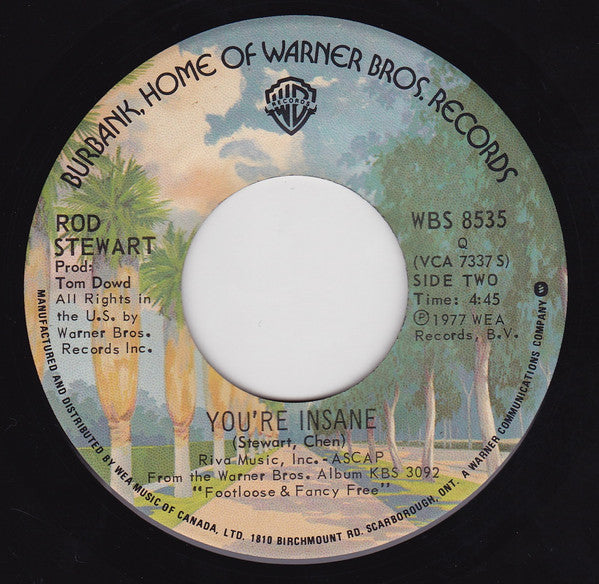 BURBANK, HOME OF WARNER BROS. RECORDS
WB
RECORDS
ROD
STEWART
Prod:
Tom Dowd
All Rights in
the U.S. by
Warner Bros.
Records Inc.
WBS 8535
Q
(VCA 7337 S)
SIDE TWO
Time: 4:45
Ⓟ1977 WEA
Records, B.V.
YOU'RE INSANE
(Stewart, Chen)
Riva Music, Inc.-ASCAP
From the Warner Bros. Album KBS 3092
"Footloose & Fancy Free"
MANUFACTURED AND DISTRIBUTED BY WEA MUSIC OF CANADA, LTD. 1810 BIRCHMOUNT RD. SCARBOROUGH, ONT. A WARNER COMMUNICATIONS COMPANY